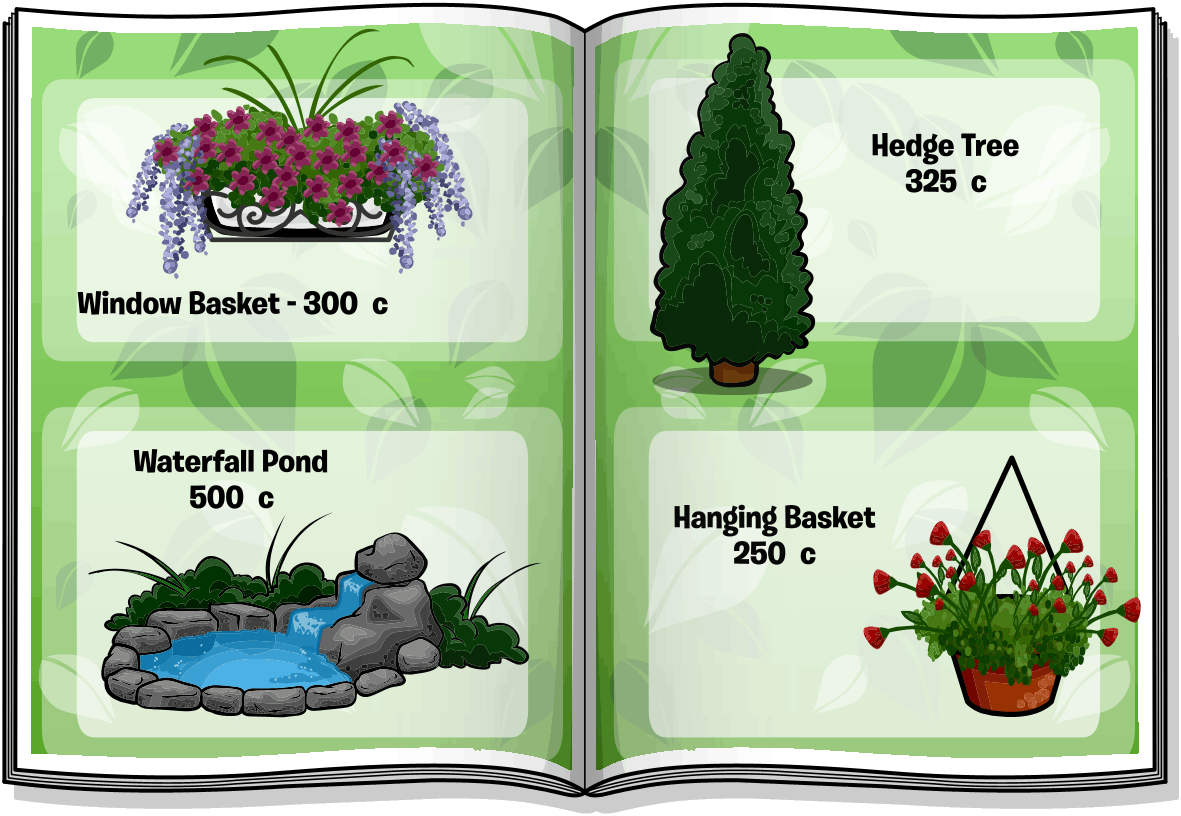 Window Basket - 300 c
Waterfall Pond
500 c
Hedge Tree
325 c
Hanging Basket
250 c